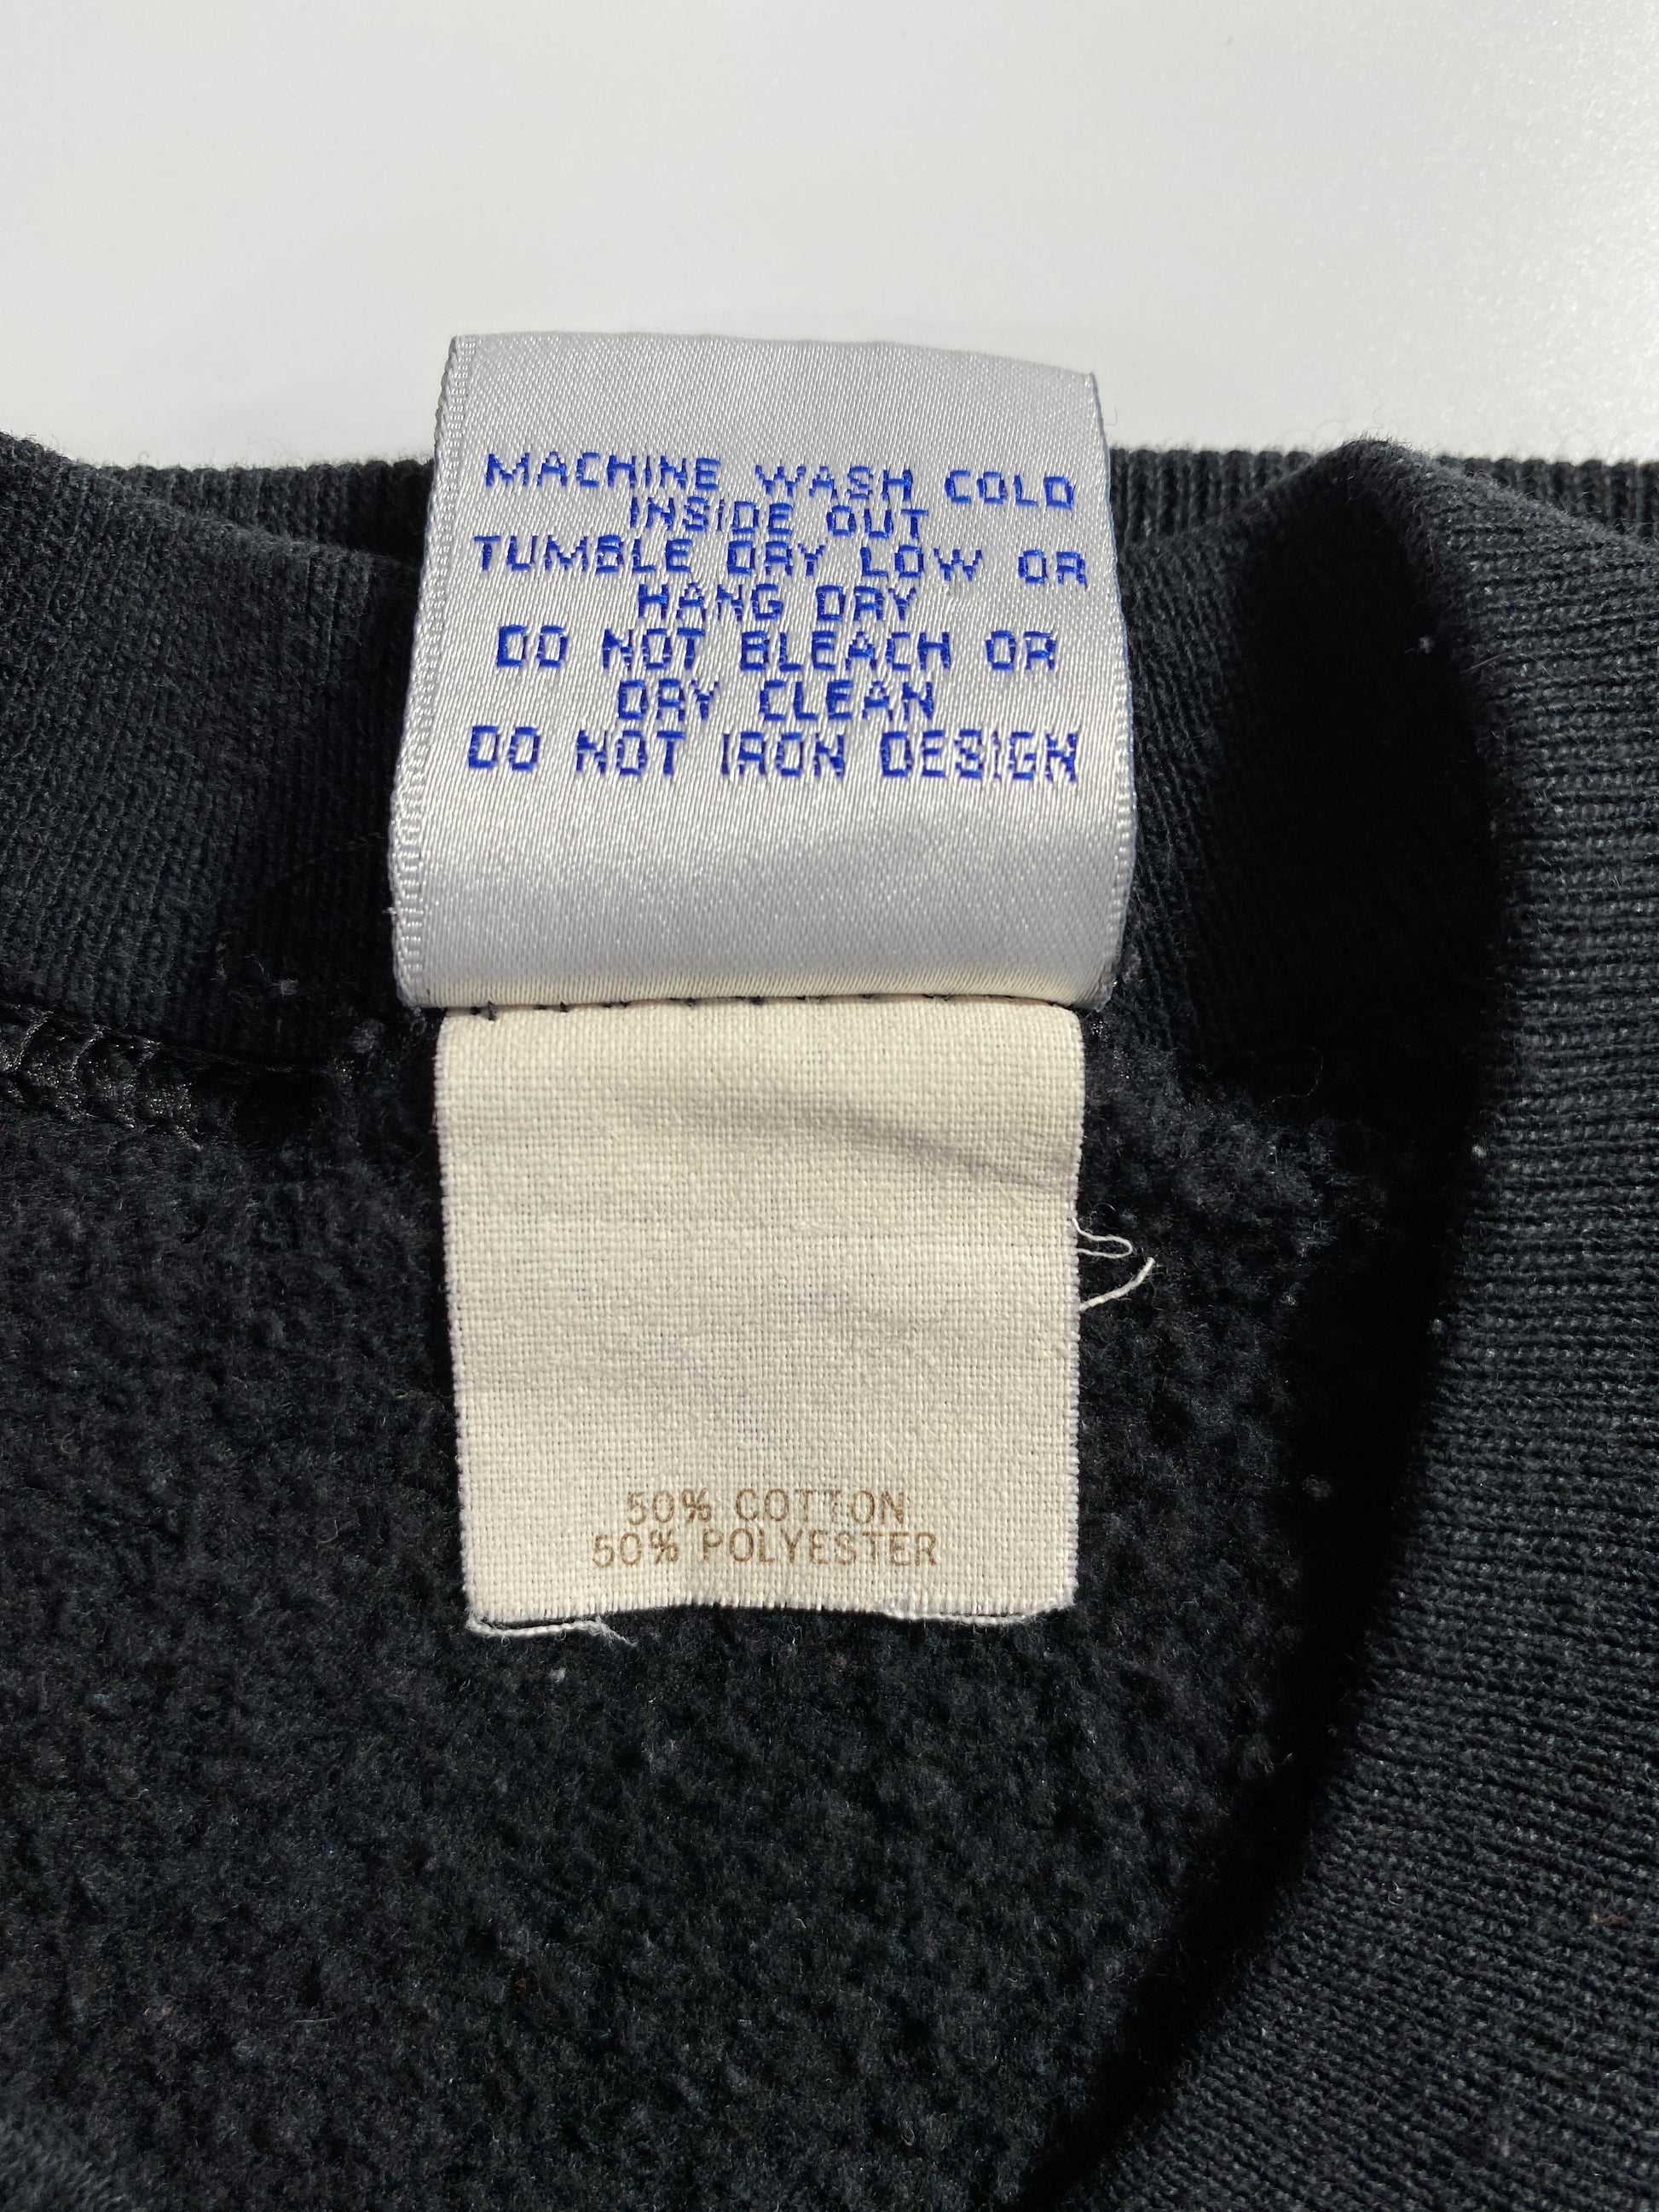 MACHINE WASH COLD
INSIDE OUT
TUMBLE DRY LOW OR
HANG DRY
DO NOT BLEACH OR
DRY CLEAN
DO NOT IRON DESIGN
50% COTTON
50% POLYESTER